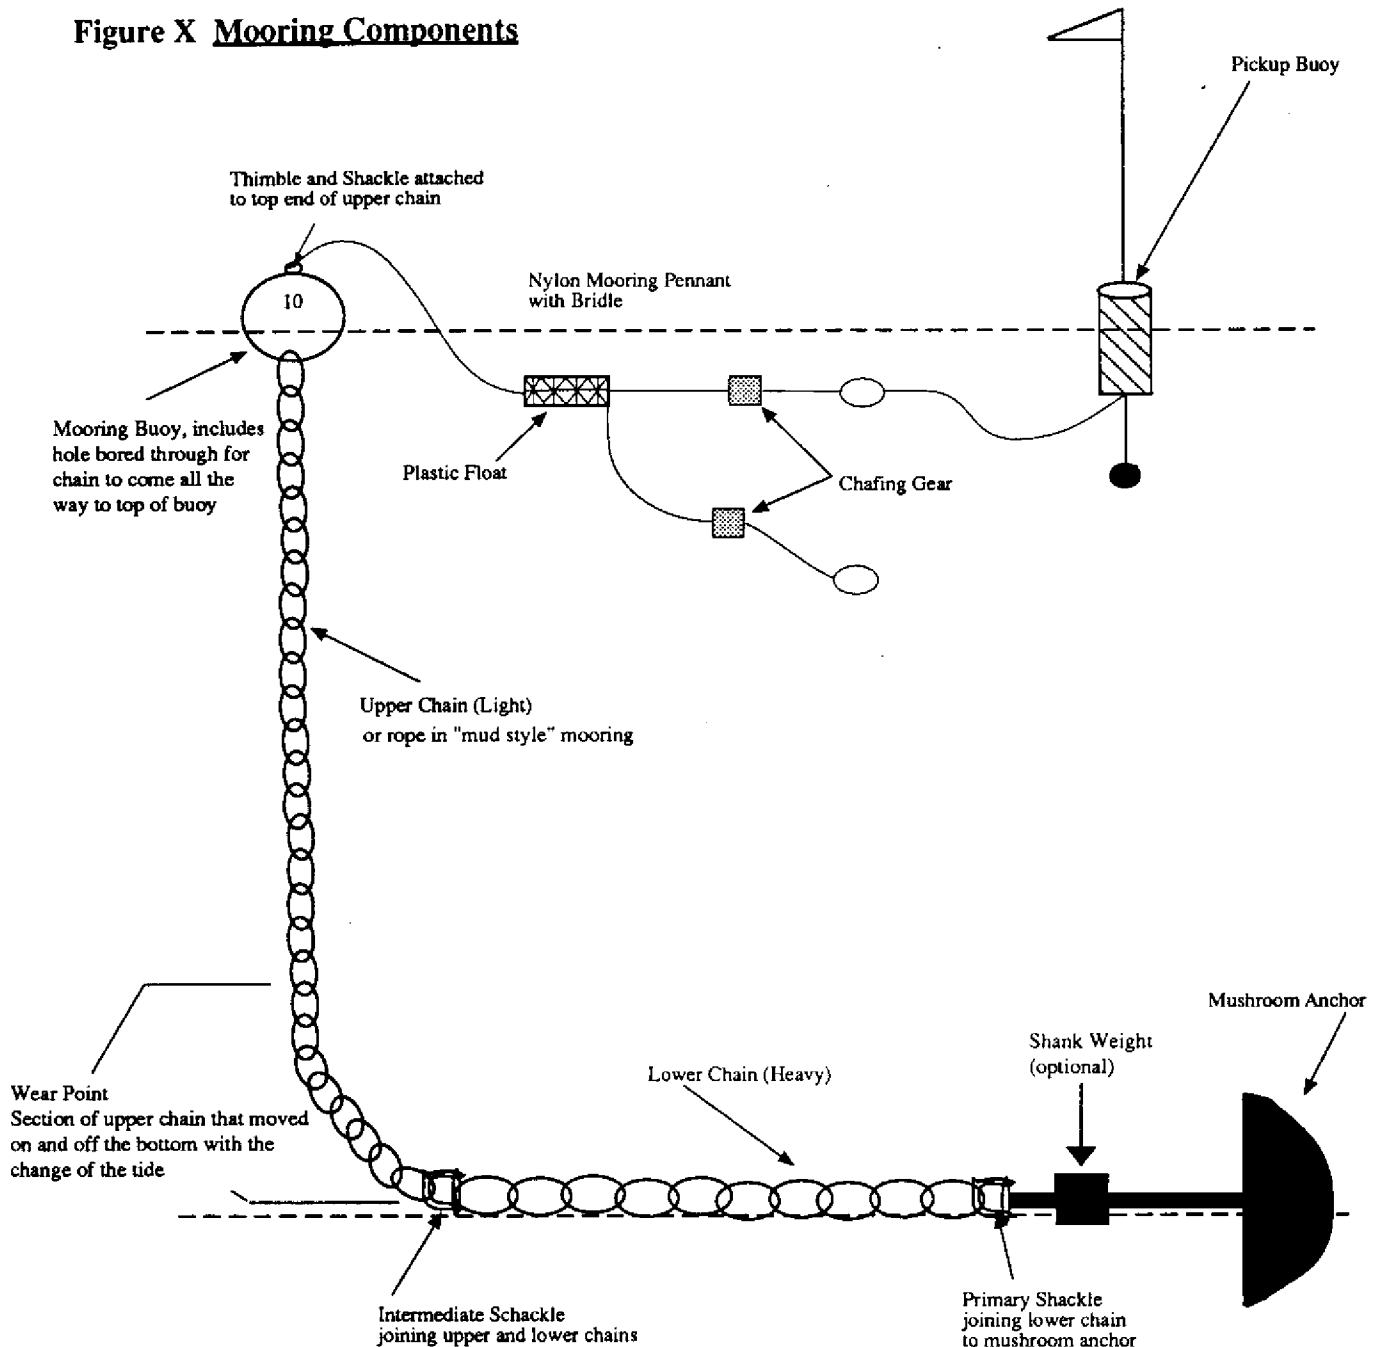 Figure X Mooring Components
Pickup Buoy
Thimble and Shackle attached
to top end of upper chain
10
Nylon Mooring Pennant
with Bridle
Mooring Buoy, includes
hole bored through for
chain to come all the
way to top of buoy
Plastic Float
Chafing Gear
Upper Chain (Light)
or rope in "mud style" mooring
Mushroom Anchor
Shank Weight
(optional)
Lower Chain (Heavy)
Wear Point
Section of upper chain that moved
on and off the bottom with the
change of the tide
Intermediate Schackle
joining upper and lower chains
Primary Shackle
joining lower chain
to mushroom anchor